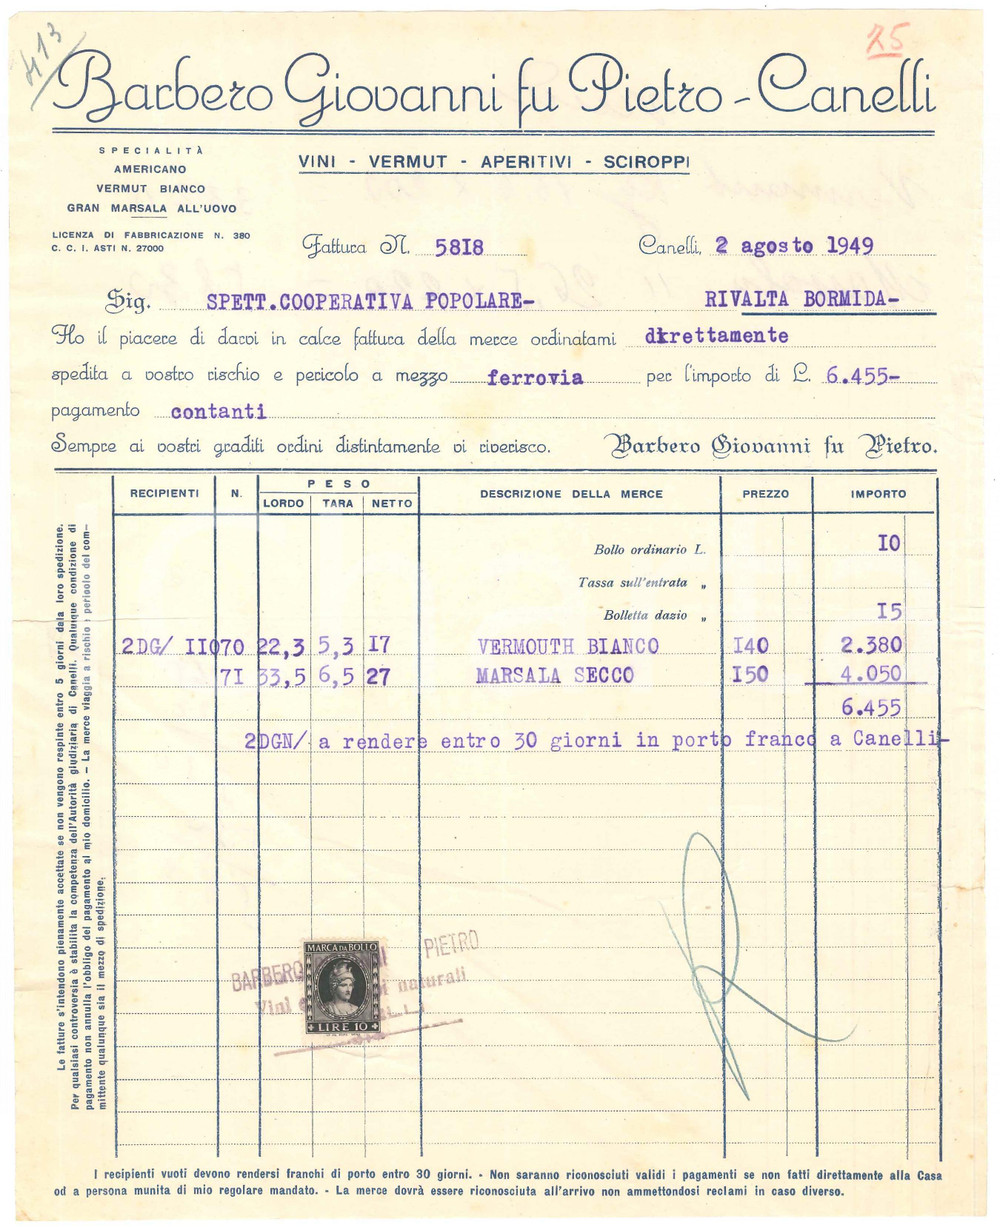 413
25
Barbero Giovanni fu Pietro - Canelli
SPECIALITÀ
AMERICANO
VERMUT BIANCO
GRAN MARSALA ALL'UOVO
LICENZA DI FABBRICAZIONE N. 380
C. C. I. ASTI N. 27000
VINI - VERMUT - APERITIVI - SCIROPPI
Fattura N. 5818 Canelli, 2 agosto 1949
Sig. SPETT.COOPERATIVA POPOLARE- RIVALTA BORMIDA-
Ho il piacere di darvi in calce fattura della merce ordinatami direttamente
spedita a vostro rischio e pericolo a mezzo ferrovia per l'importo di L. 6.455-
pagamento contanti
Sempre ai vostri graditi ordini distintamente vi riverisco. Barbero Giovanni fu Pietro.
RECIPIENTI N. PESO LORDO TARA NETTO DESCRIZIONE DELLA MERCE PREZZO IMPORTO
Bollo ordinario L. 10
Tassa sull'entrata „
Bolletta dazio „ 15
2DG/ 11070 22,3 5,3 17 VERMOUTH BIANCO 140 2.380
71 33,5 6,5 27 MARSALA SECCO 150 4.050
6.455
2DGN/ a rendere entro 30 giorni in porto franco a Canelli-
Le fatture s'intendono pienamente accettate se non vengono respinte entro 5 giorni dala loro spedizione.
Per qualsiasi controversia è stabilita la competenza dell'Autorità giudiziaria di Canelli. Qualunque condizione di
pagamento non annulla l'obbligo del pagamento al mio domicilio. - La merce viaggia a rischio e pericolo del com-
mittente qualunque sia il mezzo di spedizione.
MARCA DA BOLLO
LIRE 10
BARBERO PIETRO
Vini naturali
I recipienti vuoti devono rendersi franchi di porto entro 30 giorni. - Non saranno riconosciuti validi i pagamenti se non fatti direttamente alla Casa
od a persona munita di mio regolare mandato. - La merce dovrà essere riconosciuta all'arrivo non ammettondosi reclami in caso diverso.